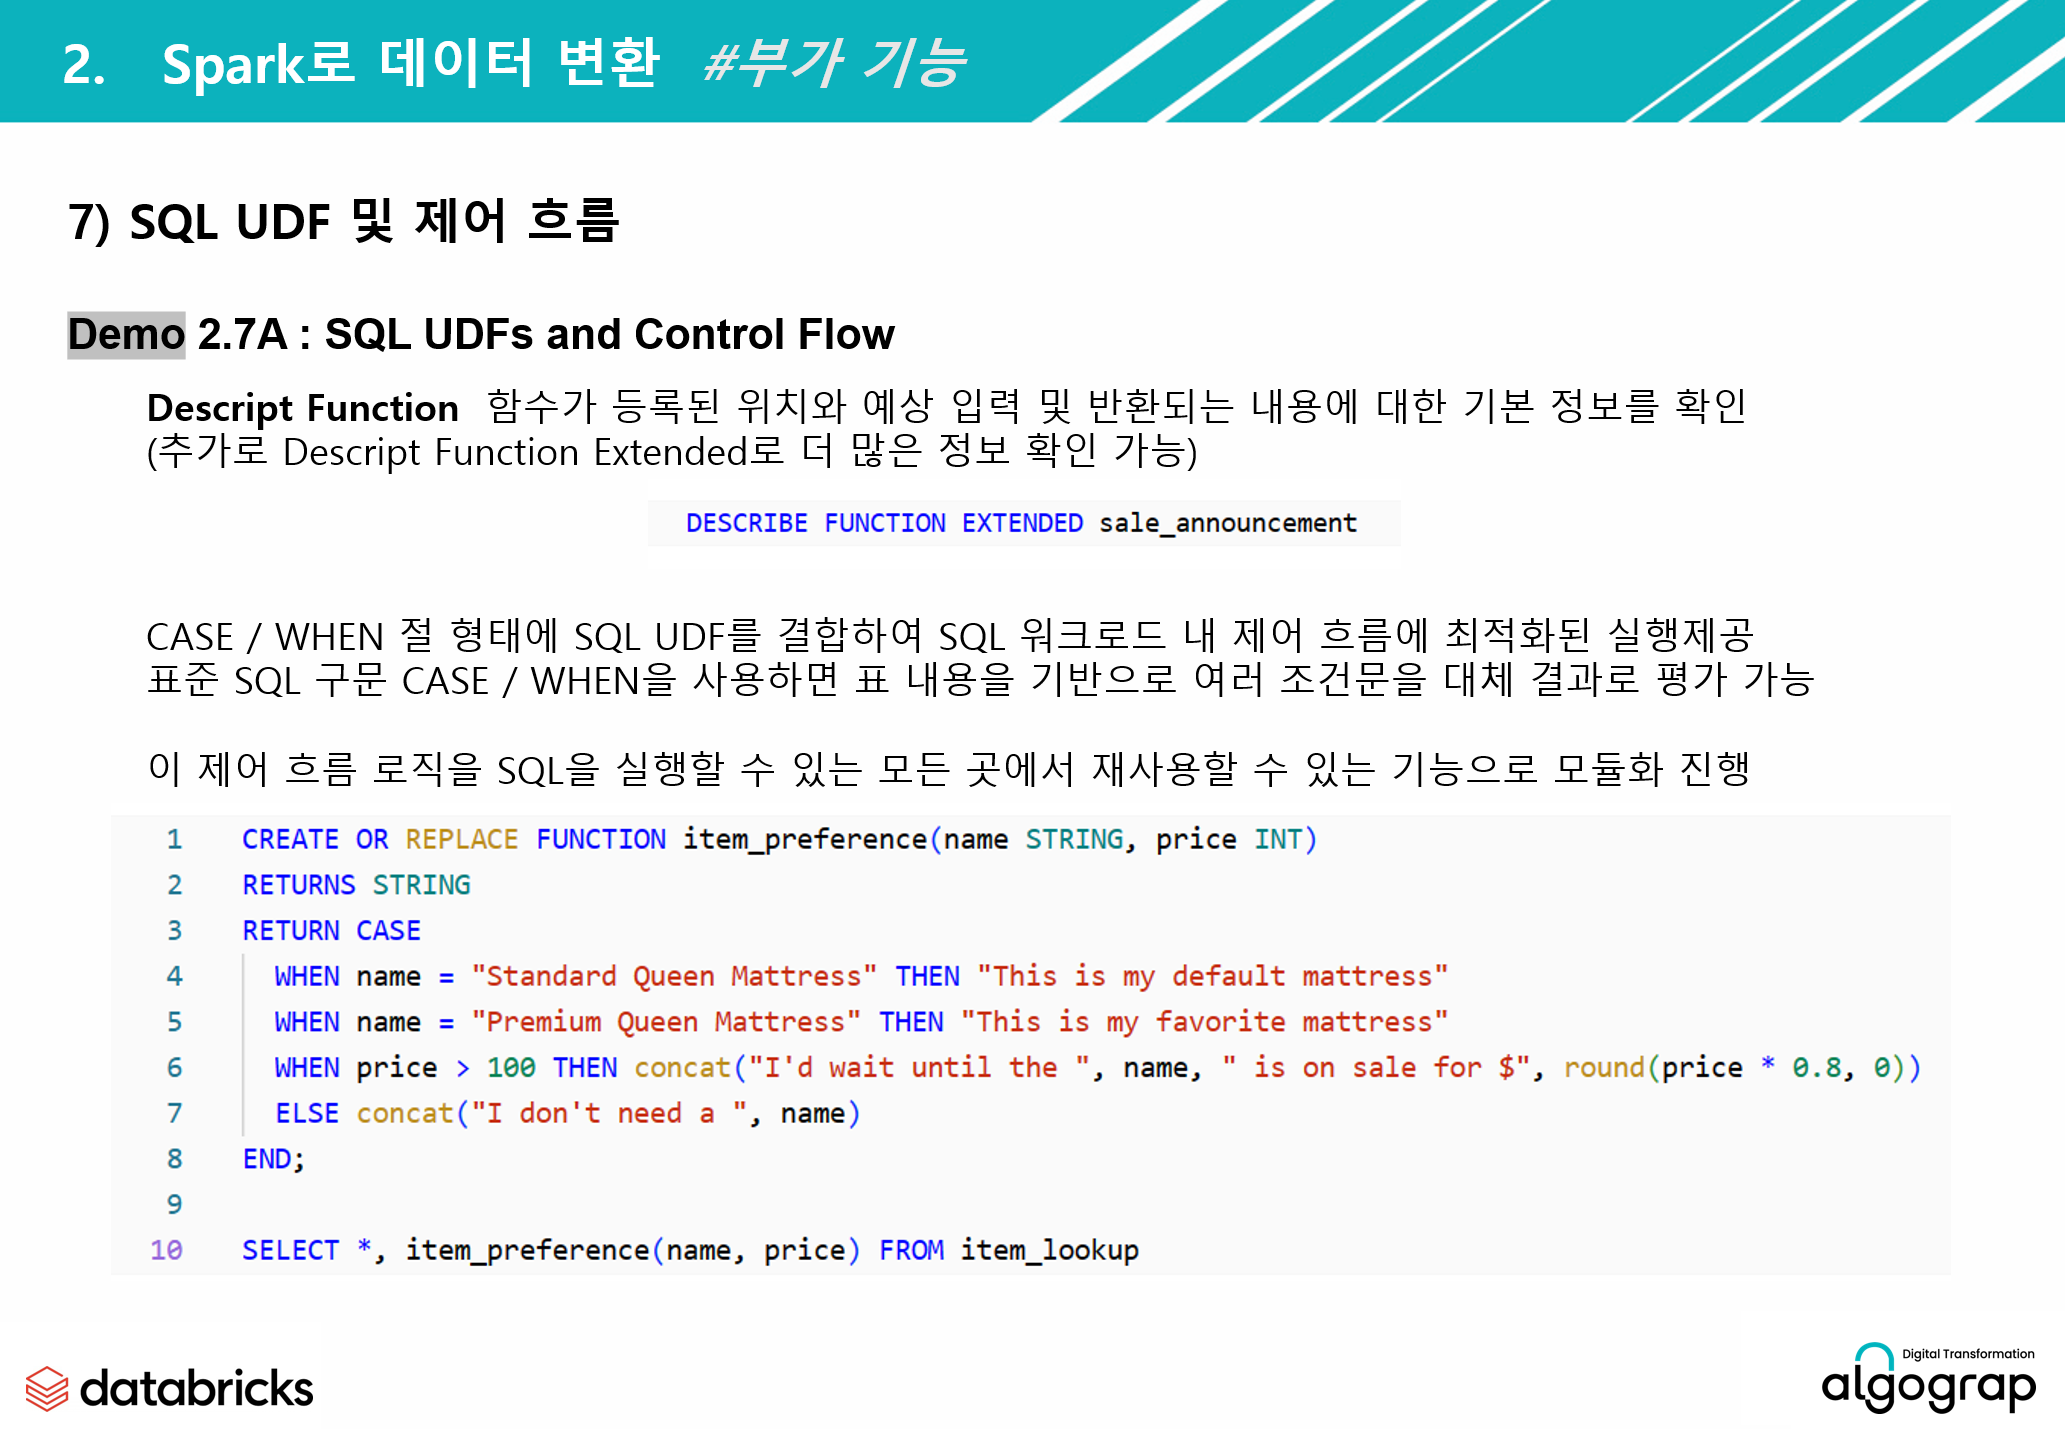 2. Spark로 데이터 변환 #부가 기능
7) SQL UDF 및 제어 흐름
Demo 2.7A : SQL UDFs and Control Flow
Descript Function 함수가 등록된 위치와 예상 입력 및 반환되는 내용에 대한 기본 정보를 확인
(추가로 Descript Function Extended로 더 많은 정보 확인 가능)
DESCRIBE FUNCTION EXTENDED sale_announcement
CASE / WHEN 절 형태에 SQL UDF를 결합하여 SQL 워크로드 내 제어 흐름에 최적화된 실행제공
표준 SQL 구문 CASE / WHEN을 사용하면 표 내용을 기반으로 여러 조건문을 대체 결과로 평가 가능
이 제어 흐름 로직을 SQL을 실행할 수 있는 모든 곳에서 재사용할 수 있는 기능으로 모듈화 진행
1 CREATE OR REPLACE FUNCTION item_preference(name STRING, price INT)
2 RETURNS STRING
3 RETURN CASE
4 WHEN name = "Standard Queen Mattress" THEN "This is my default mattress"
5 WHEN name = "Premium Queen Mattress" THEN "This is my favorite mattress"
6 WHEN price > 100 THEN concat("I'd wait until the ", name, " is on sale for $", round(price * 0.8, 0))
7 ELSE concat("I don't need a ", name)
8 END;
9
10 SELECT *, item_preference(name, price) FROM item_lookup
databricks
Digital Transformation
algograp